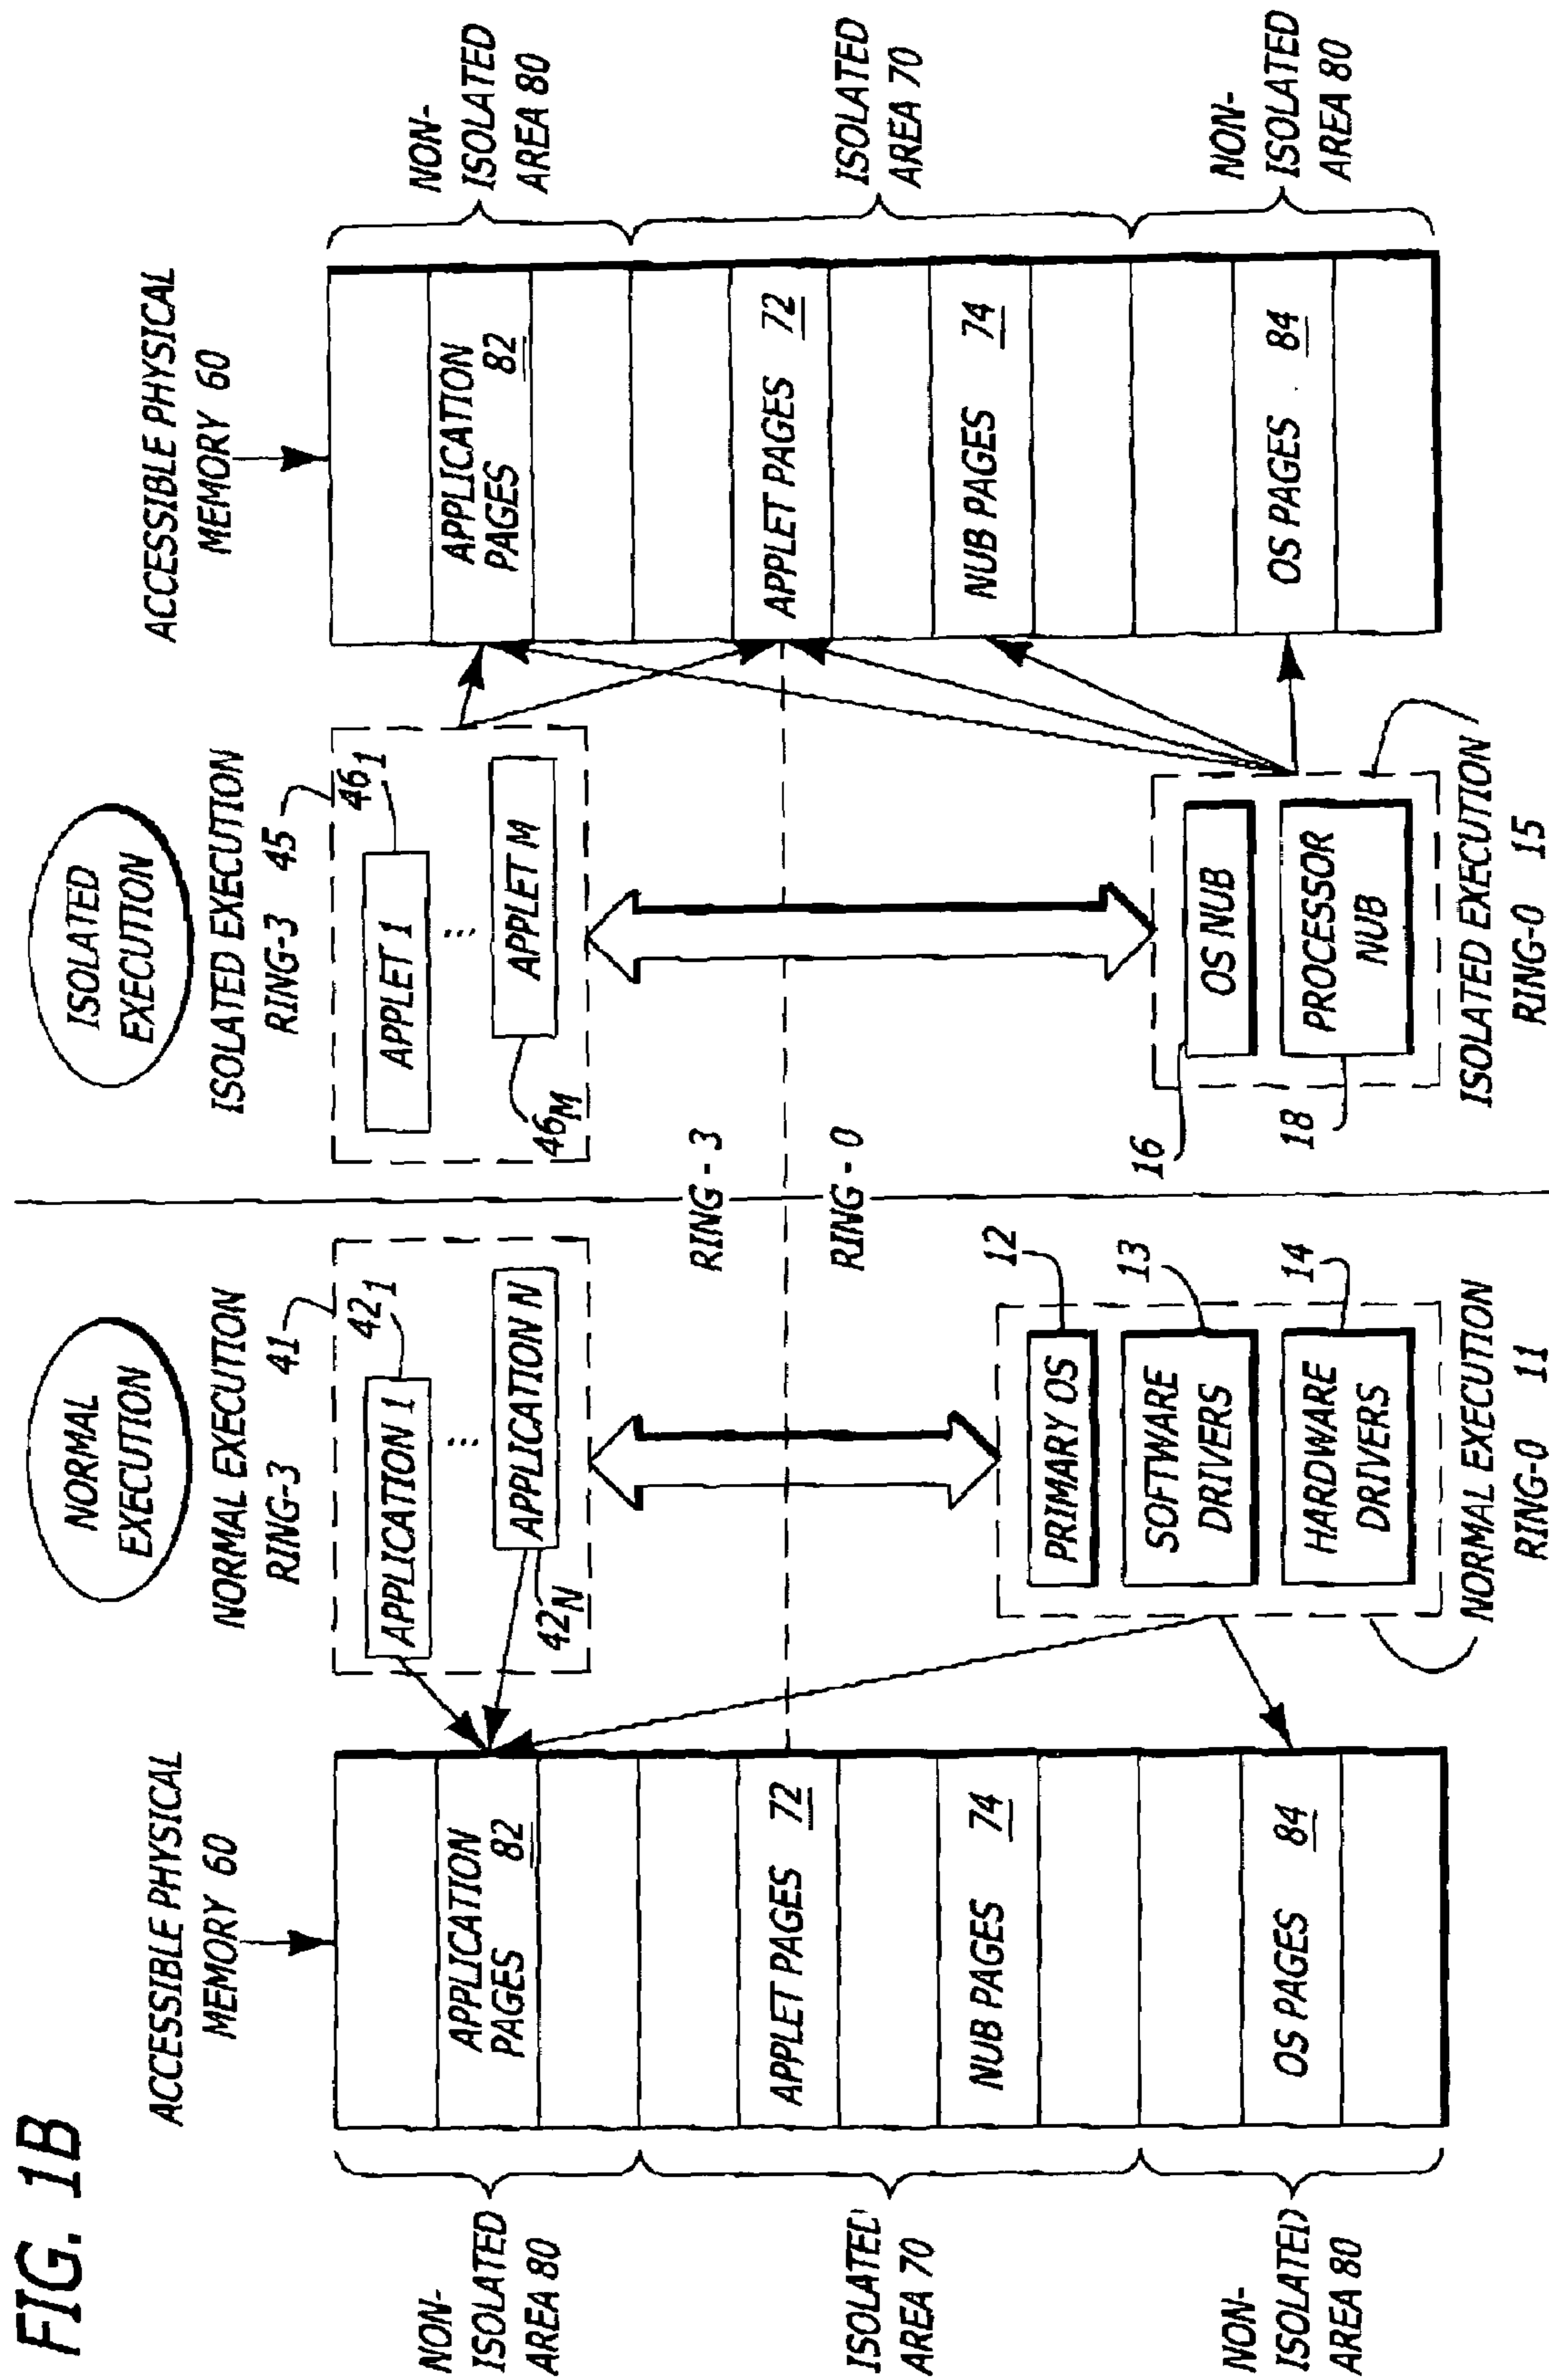 FIG. 1B
ACCESSIBLE PHYSICAL
MEMORY 60
NON-
ISOLATED
AREA 80
ISOLATED
AREA 70
NON-
ISOLATED
AREA 80
APPLICATION
PAGES 82
APPLET PAGES 72
NUB PAGES 74
OS PAGES 84
NORMAL
EXECUTION
NORMAL EXECUTION
RING-3 41
42 1
APPLICATION 1
...
APPLICATION N
42 N
RING - 3
RING - 0
12
PRIMARY OS
13
SOFTWARE
DRIVERS
14
HARDWARE
DRIVERS
NORMAL EXECUTION
RING-0 11
ISOLATED
EXECUTION
ISOLATED EXECUTION
RING-3 45
46 1
APPLET 1
...
APPLET M
46 M
16
OS NUB
18
PROCESSOR
NUB
ISOLATED EXECUTION
RING-0 15
ACCESSIBLE PHYSICAL
MEMORY 60
APPLICATION
PAGES 82
APPLET PAGES 72
NUB PAGES 74
OS PAGES 84
NON-
ISOLATED
AREA 80
ISOLATED
AREA 70
NON-
ISOLATED
AREA 80